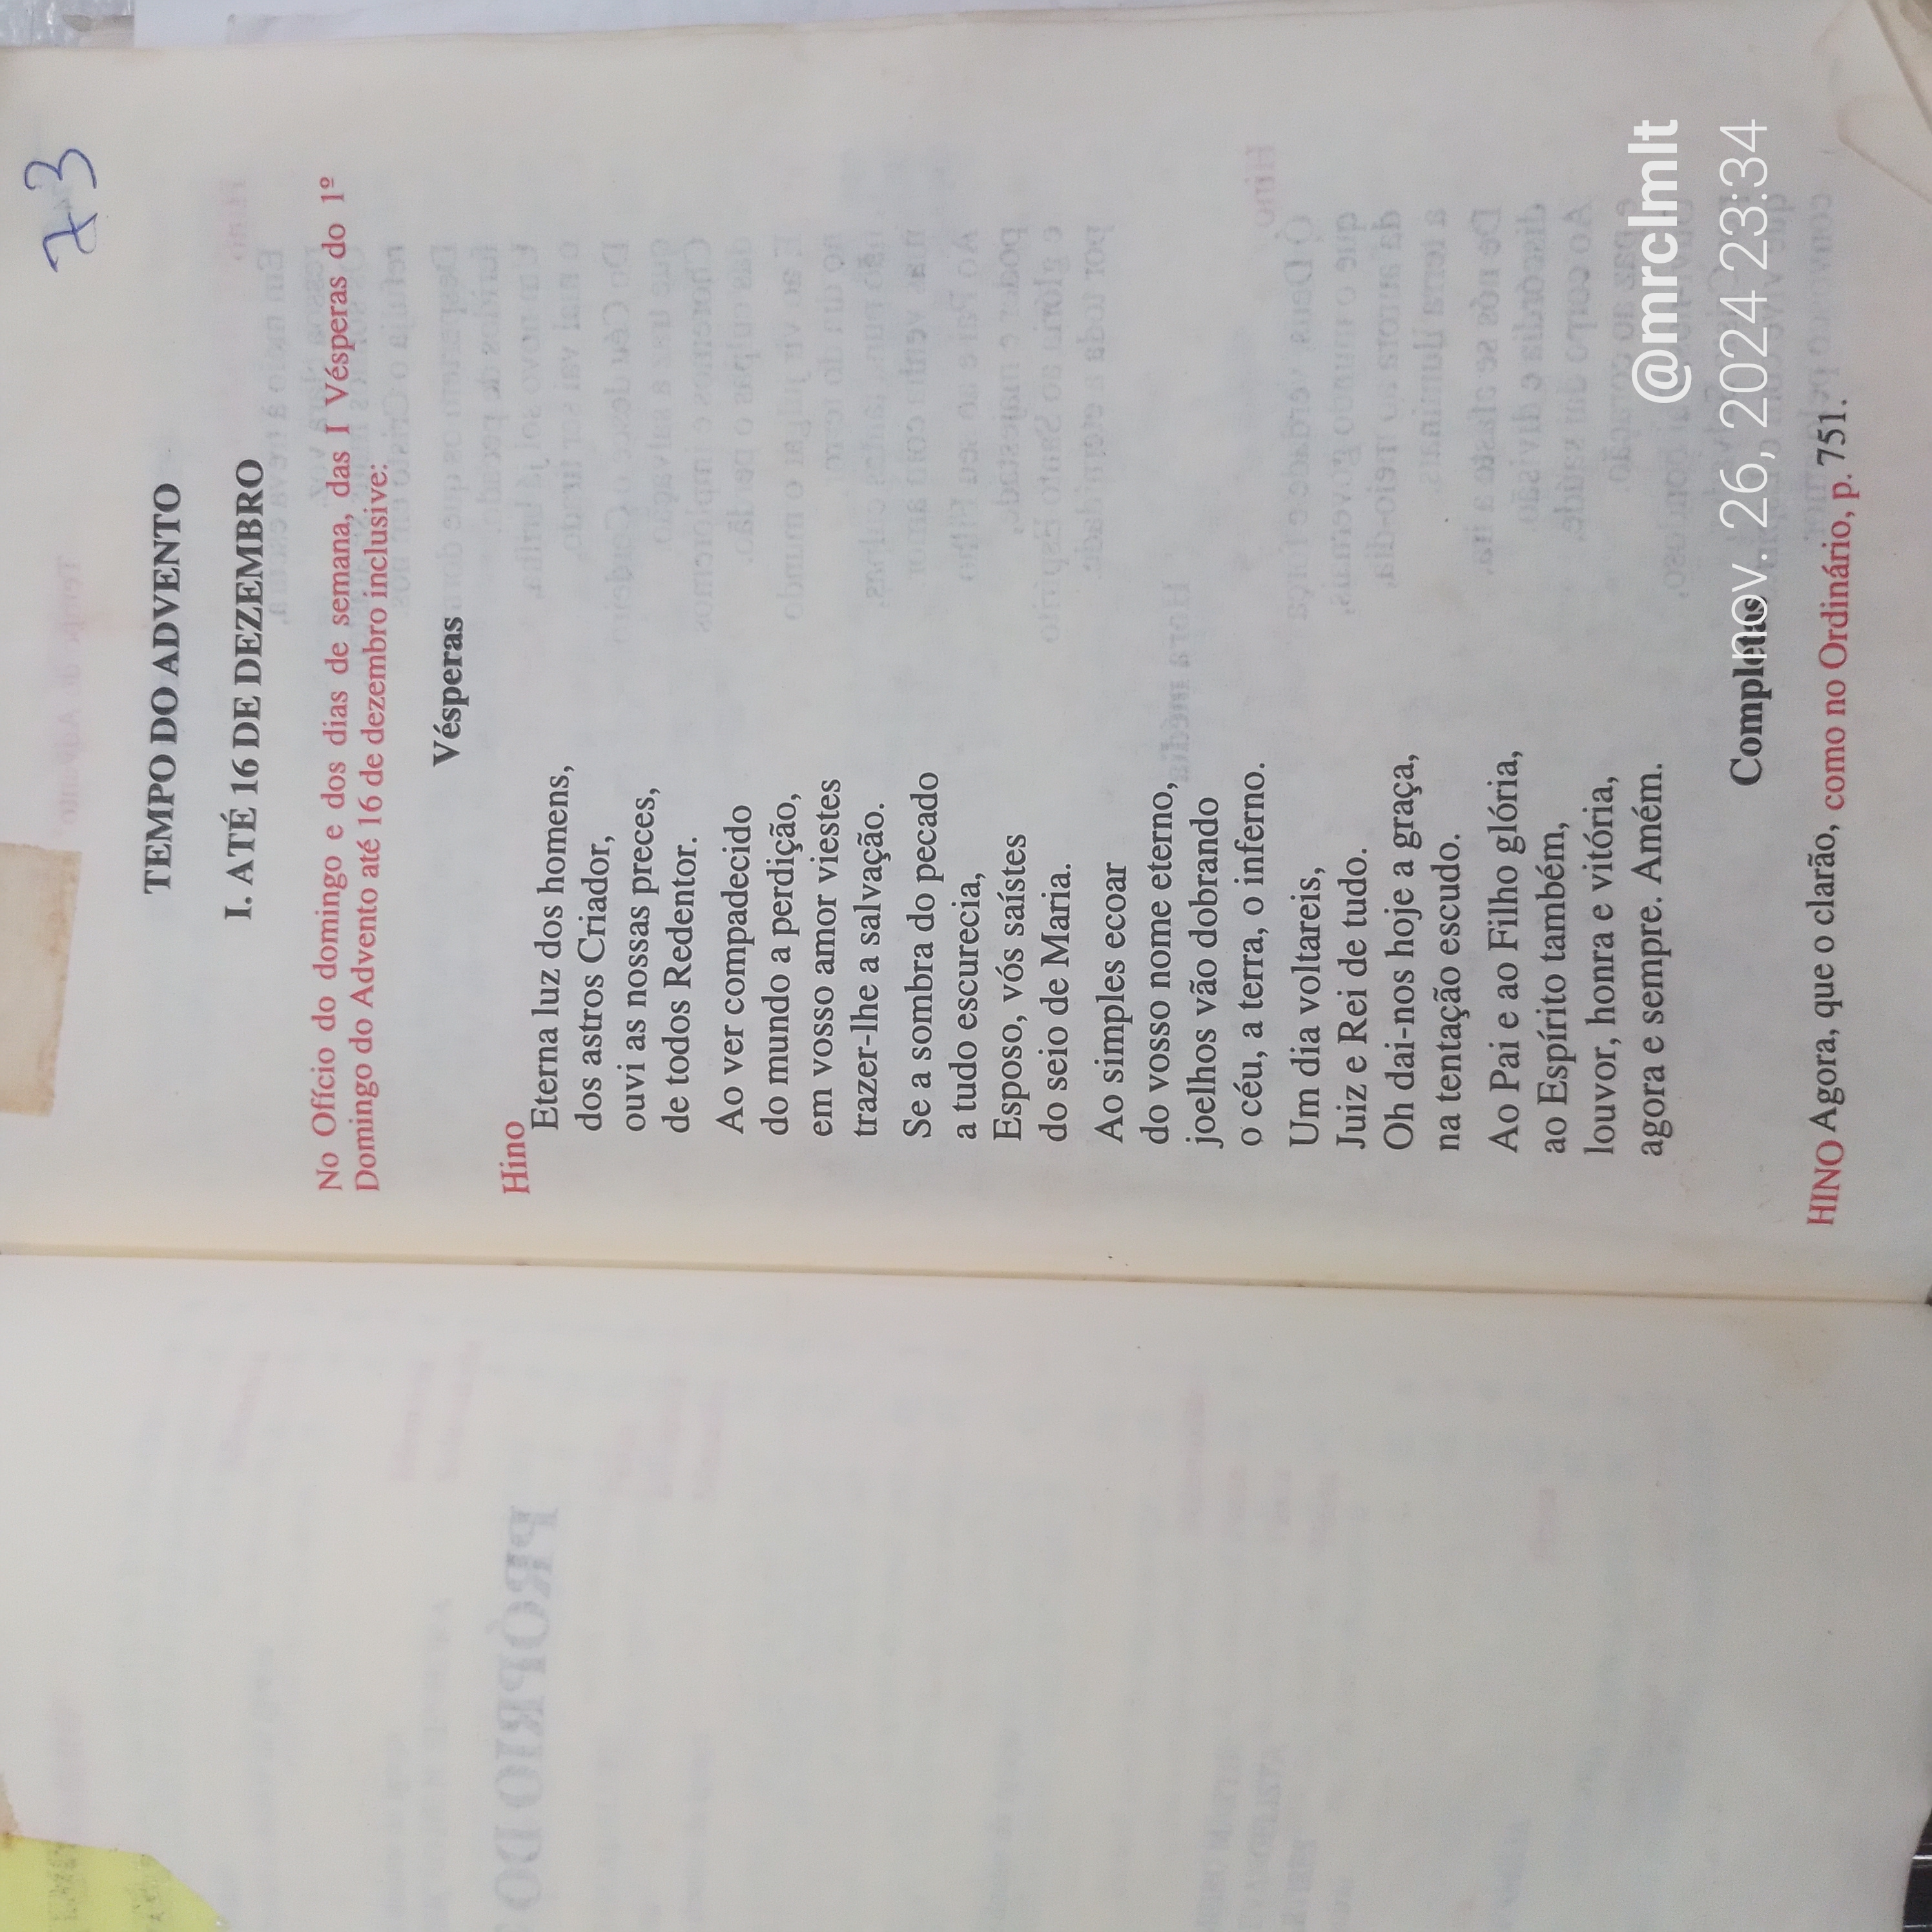 73
TEMPO DO ADVENTO
I. ATÉ 16 DE DEZEMBRO
No Ofício do domingo e dos dias de semana, das I Vésperas do 1º
Domingo do Advento até 16 de dezembro inclusive:
Vésperas
Hino
Eterna luz dos homens,
dos astros Criador,
ouvi as nossas preces,
de todos Redentor.
Ao ver compadecido
do mundo a perdição,
em vosso amor viestes
trazer-lhe a salvação.
Se a sombra do pecado
a tudo escurecia,
Esposo, vós saístes
do seio de Maria.
Ao simples ecoar
do vosso nome eterno,
joelhos vão dobrando
o céu, a terra, o inferno.
Um dia voltareis,
Juiz e Rei de tudo.
Oh dai-nos hoje a graça,
na tentação escudo.
Ao Pai e ao Filho glória,
ao Espírito também,
louvor, honra e vitória,
agora e sempre. Amém.
Completas
HINO Agora, que o clarão, como no Ordinário, p. 751.
@mrclmlt
nov. 26, 2024 23:34